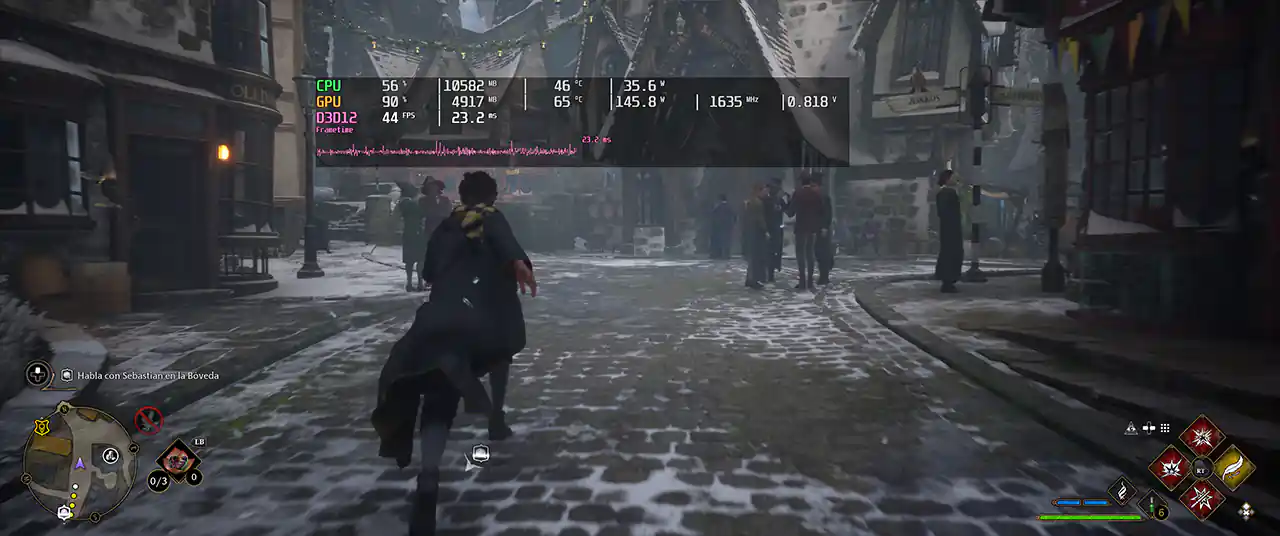 CPU 56 % 10582 MB 46 °C 35.6 W
GPU 90 % 4917 MB 65 °C 145.8 W 1635 MHz 0.818 V
D3D12 44 FPS 23.2 ms
Frametime
23.2 ms
Habla con Sebastian en la Bóveda
LB
0/3
0
RT
6